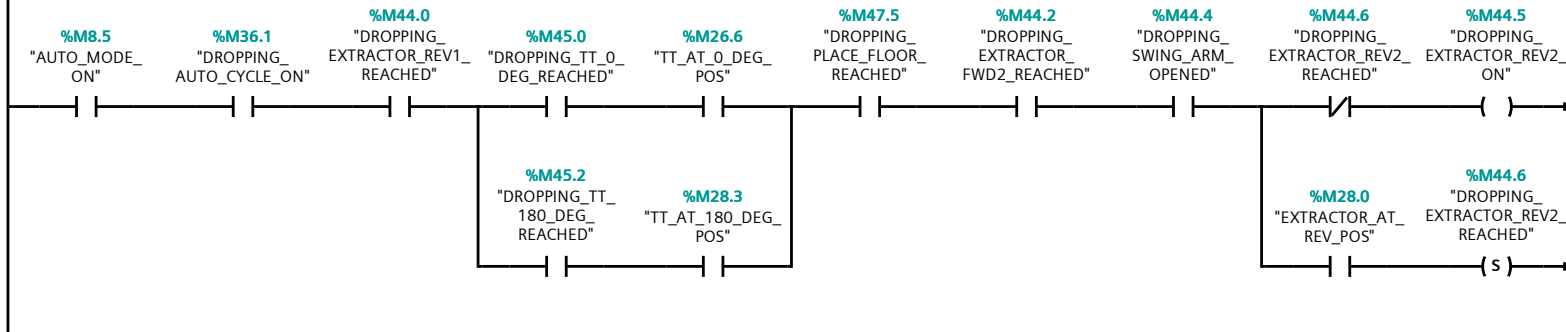 %M8.5
"AUTO_MODE_
ON"
%M36.1
"DROPPING_
AUTO_CYCLE_ON"
%M44.0
"DROPPING_
EXTRACTOR_REV1_
REACHED"
%M45.0
"DROPPING_TT_0_
DEG_REACHED"
%M26.6
"TT_AT_0_DEG_
POS"
%M47.5
"DROPPING_
PLACE_FLOOR_
REACHED"
%M44.2
"DROPPING_
EXTRACTOR_
FWD2_REACHED"
%M44.4
"DROPPING_
SWING_ARM_
OPENED"
%M44.6
"DROPPING_
EXTRACTOR_REV2_
REACHED"
%M44.5
"DROPPING_
EXTRACTOR_REV2_
ON"
%M45.2
"DROPPING_TT_
180_DEG_
REACHED"
%M28.3
"TT_AT_180_DEG_
POS"
%M28.0
"EXTRACTOR_AT_
REV_POS"
%M44.6
"DROPPING_
EXTRACTOR_REV2_
REACHED"
S